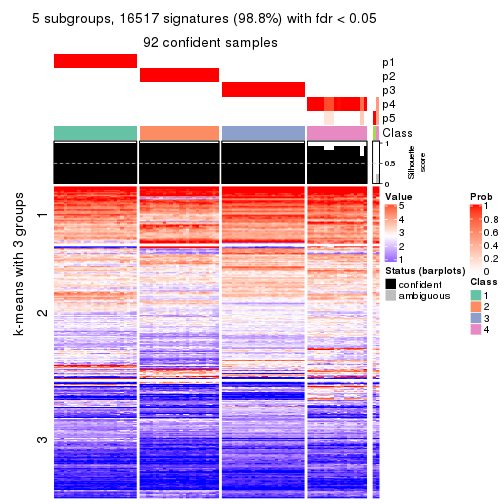 5 subgroups, 16517 signatures (98.8%) with fdr < 0.05
92 confident samples
p1
p2
p3
p4
p5
Class
1
0.5
0
Silhouette
score
k-means with 3 groups
1
2
3
Value
5
4
3
2
1
Status (barplots)
confident
ambiguous
Prob
1
0.8
0.6
0.4
0.2
0
Class
1
2
3
4